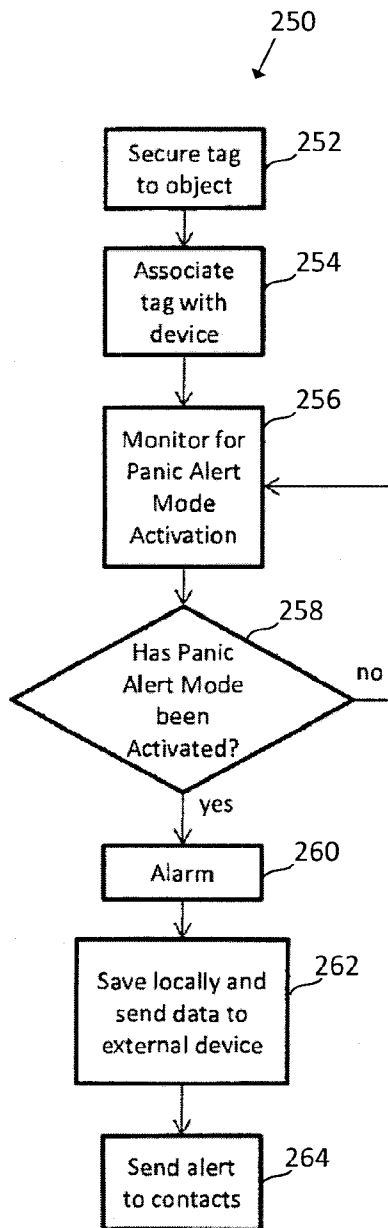 250
252
Secure tag
to object
254
Associate
tag with
device
256
Monitor for
Panic Alert
Mode
Activation
258
Has Panic
Alert Mode
been
Activated?
no
yes
260
Alarm
262
Save locally and
send data to
external device
264
Send alert
to contacts